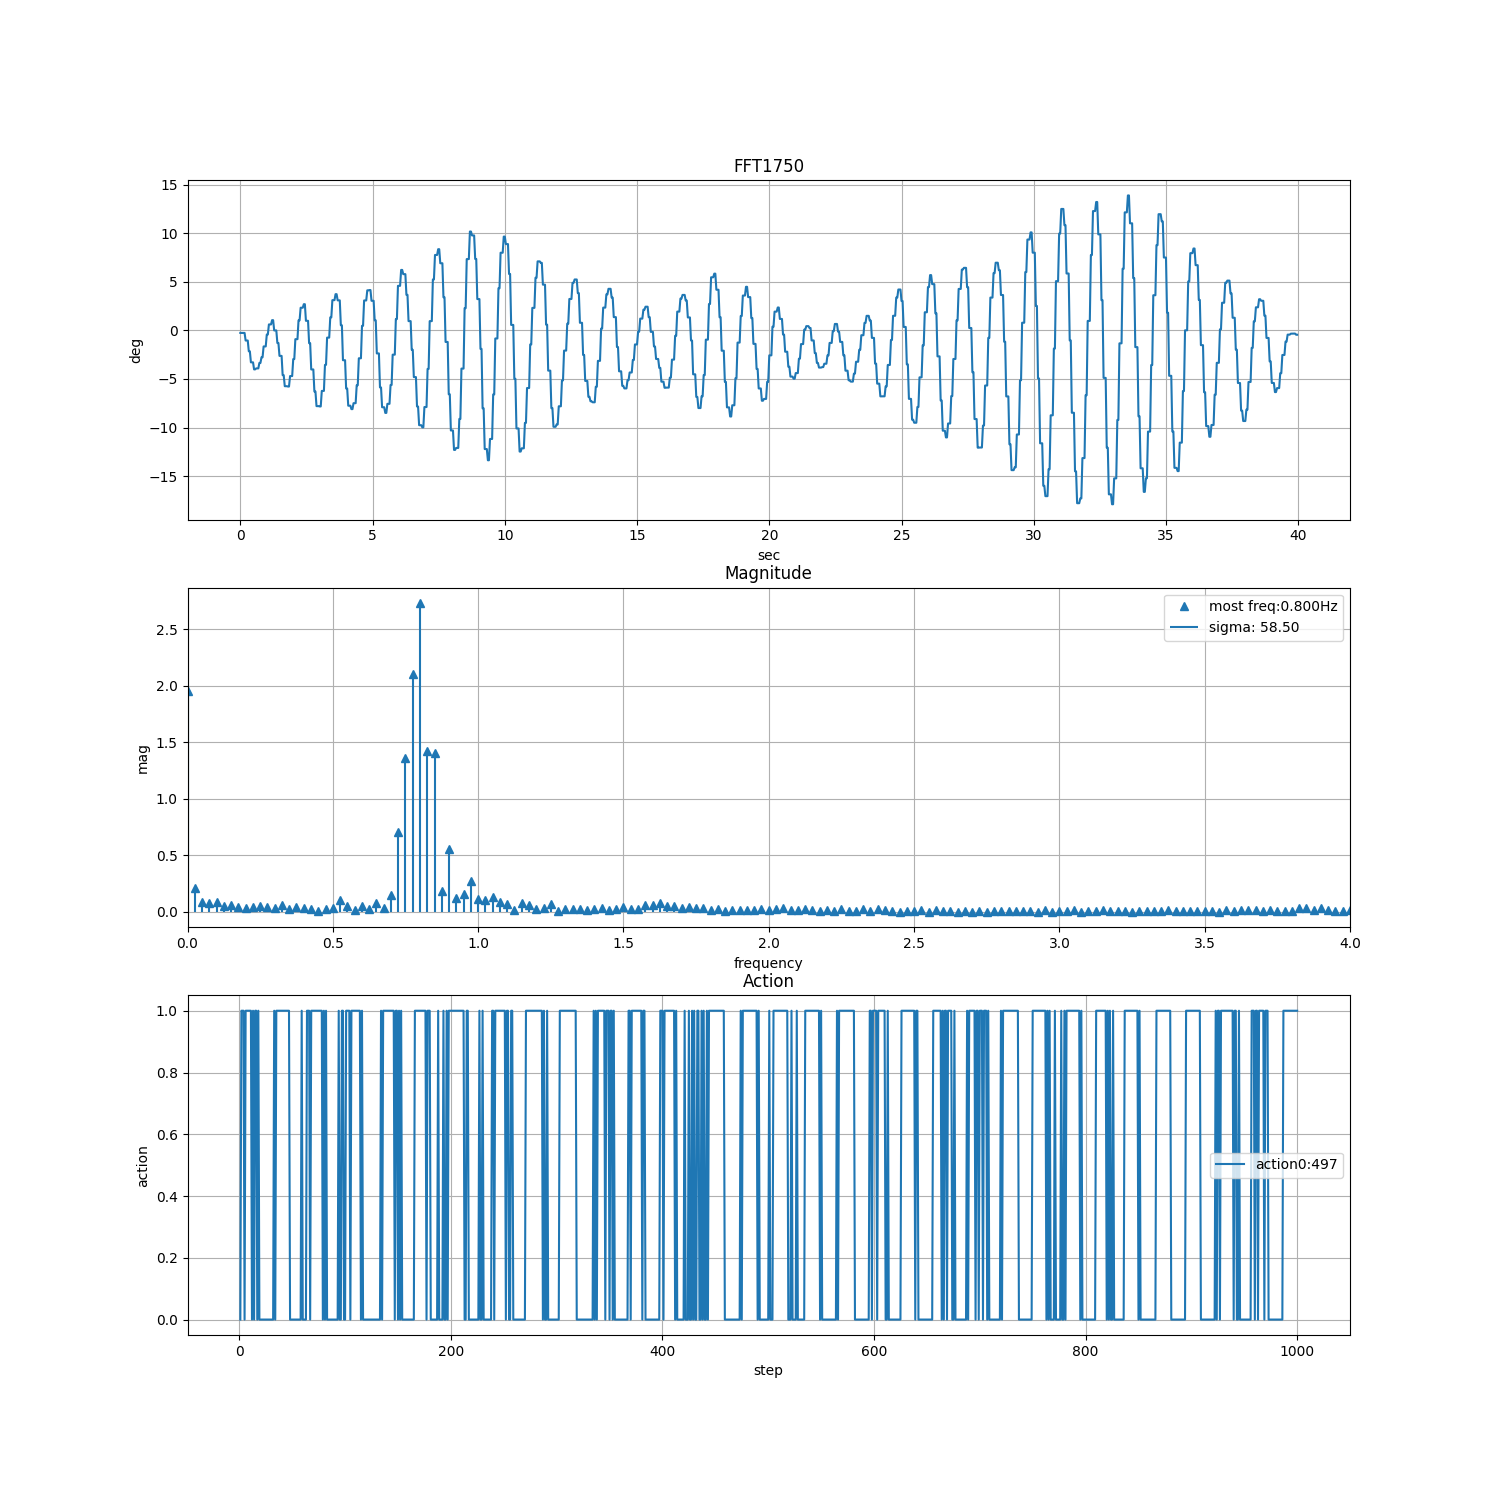 FFT1750
15
10
5
0
−5
−10
−15
deg
0 5 10 15 20 25 30 35 40
sec
Magnitude
most freq:0.800Hz
sigma: 58.50
2.5
2.0
1.5
1.0
0.5
0.0
mag
0.0 0.5 1.0 1.5 2.0 2.5 3.0 3.5 4.0
frequency
Action
1.0
0.8
0.6
0.4
0.2
0.0
action
action0:497
0 200 400 600 800 1000
step